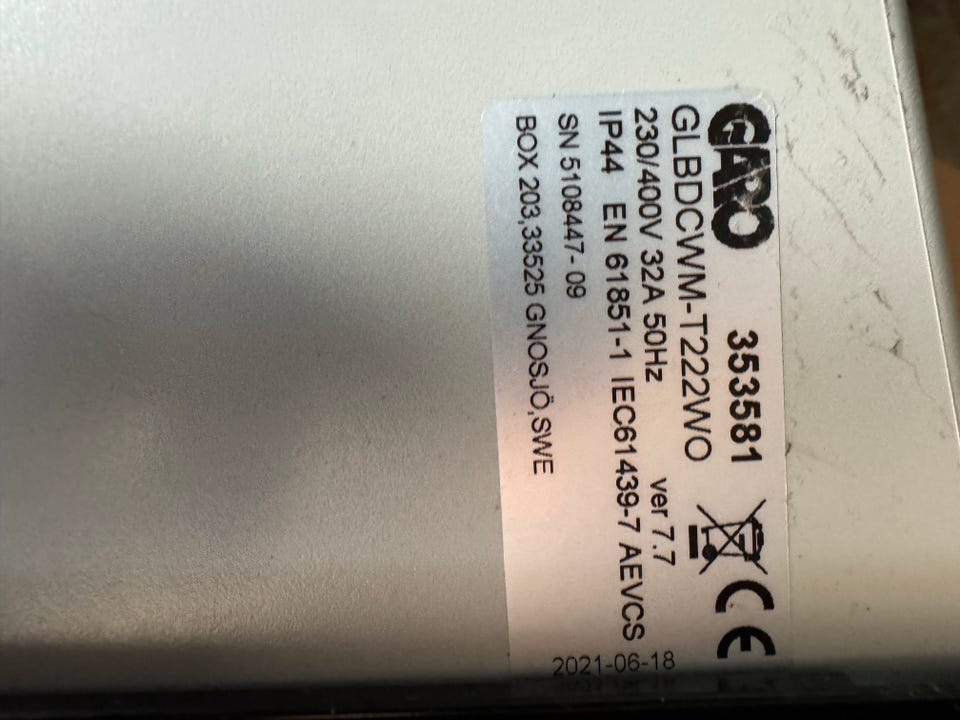 GARO 353581
GLBDCWM-T222WO
230/400V 32A 50Hz ver 7.7
IP44 EN 61851-1 IEC61439-7 AEVCS
SN 5108447- 09 2021-06-18
BOX 203,33525 GNOSJÖ,SWE
CE